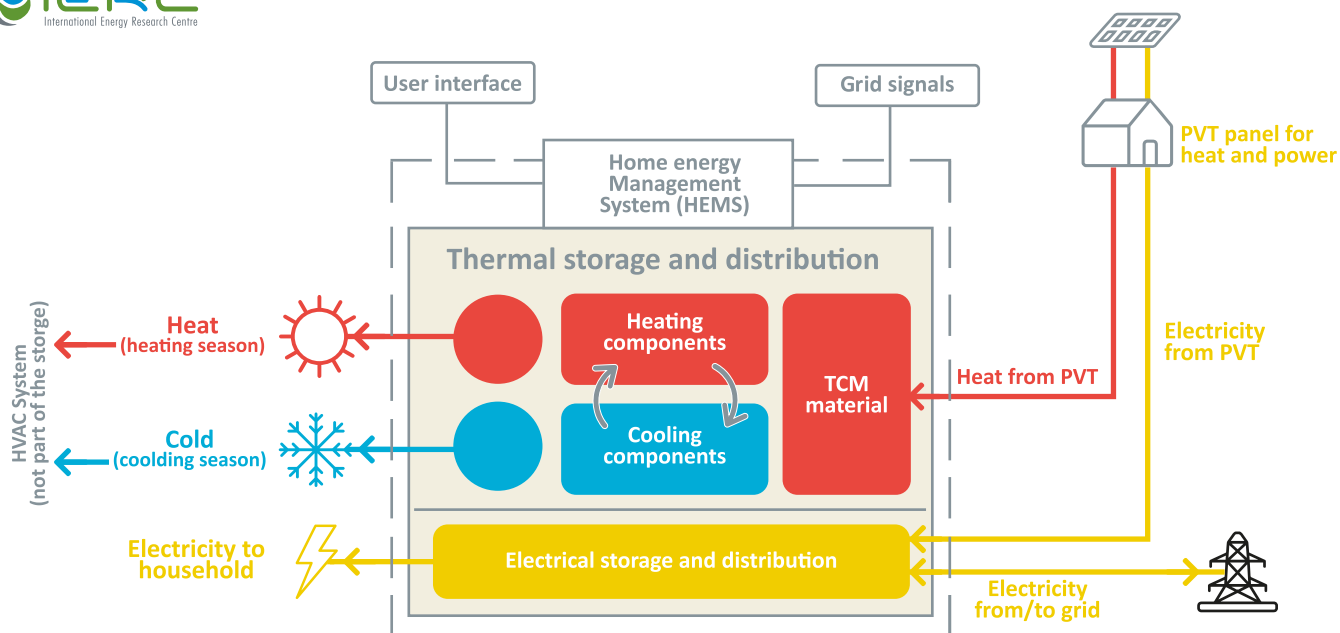 International Energy Research Centre
User interface
Grid signals
Home energy
Management
System (HEMS)
PVT panel for
heat and power
Thermal storage and distribution
Heating
components
TCM
material
Cooling
components
Heat
(heating season)
Cold
(coolding season)
HVAC System
(not part of the storge)
Heat from PVT
Electricity
from PVT
Electricity to
household
Electrical storage and distribution
Electricity
from/to grid